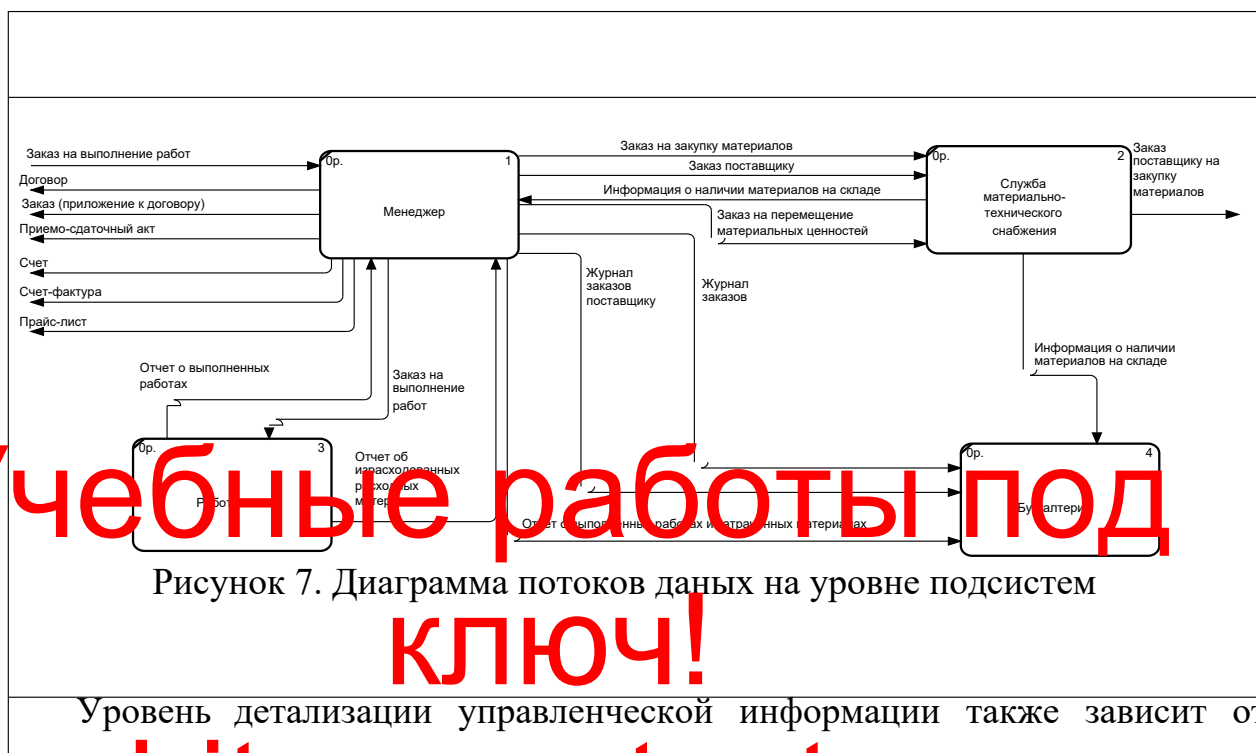 Заказ на выполнение работ
Договор
Заказ (приложение к договору)
Приемо-сдаточный акт
Счет
Счет-фактура
Прайс-лист
0р.
1
Менеджер
Заказ на закупку материалов
Заказ поставщику
Информация о наличии материалов на складе
Заказ на перемещение
материальных ценностей
0р.
2
Служба
материально-
технического
снабжения
Заказ
поставщику на
закупку
материалов
Журнал
заказов
поставщику
Журнал
заказов
Информация о наличии
материалов на складе
Отчет о выполненных
работах
Заказ на
выполнение
работ
0р.
3
Отчет об
израсходованных
расходных
0р.
4
Отчет о выполненных работах и затраченных материалах
чебные работы под
Рисунок 7. Диаграмма потоков даных на уровне подсистем
ключ!
Уровень детализации управленческой информации также зависит от